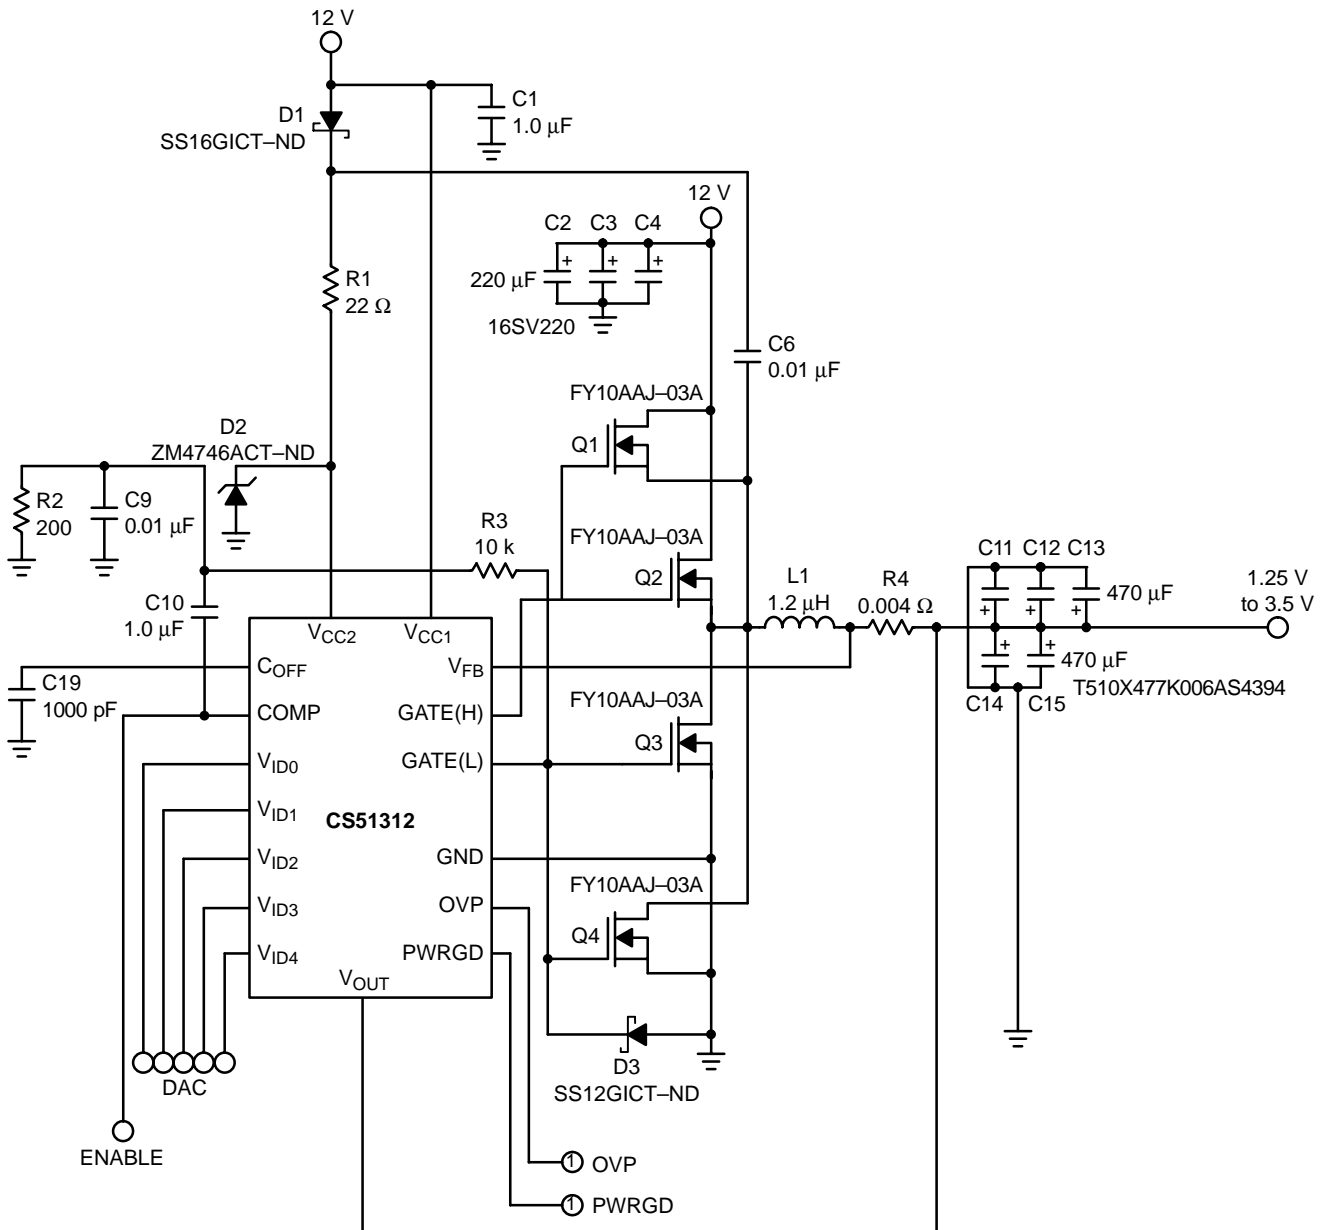 12 V
D1
SS16GICT–ND
C1
1.0 μF
12 V
C2 C3 C4
220 μF
16SV220
R1
22 Ω
C6
0.01 μF
FY10AAJ–03A
Q1
D2
ZM4746ACT–ND
R2
200
C9
0.01 μF
R3
10 k
FY10AAJ–03A
Q2
C10
1.0 μF
L1
1.2 μH
R4
0.004 Ω
C11 C12 C13
470 μF
1.25 V
to 3.5 V
470 μF
T510X477K006AS4394
C14 C15
C19
1000 pF
VCC2 VCC1
COFF VFB
COMP GATE(H)
VID0 GATE(L)
VID1
CS51312
VID2 GND
VID3 OVP
VID4 PWRGD
VOUT
FY10AAJ–03A
Q3
FY10AAJ–03A
Q4
D3
SS12GICT–ND
DAC
ENABLE
1 OVP
1 PWRGD